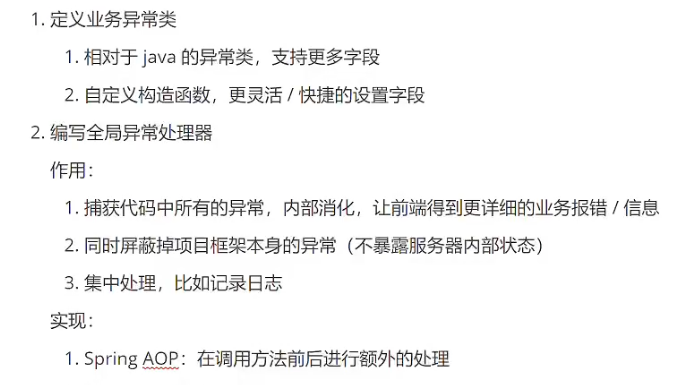 1. 定义业务异常类
1. 相对于 java 的异常类，支持更多字段
2. 自定义构造函数，更灵活 / 快捷的设置字段
2. 编写全局异常处理器
作用：
1. 捕获代码中所有的异常，内部消化，让前端得到更详细的业务报错 / 信息
2. 同时屏蔽掉项目框架本身的异常（不暴露服务器内部状态）
3. 集中处理，比如记录日志
实现：
1. Spring AOP：在调用方法前后进行额外的处理